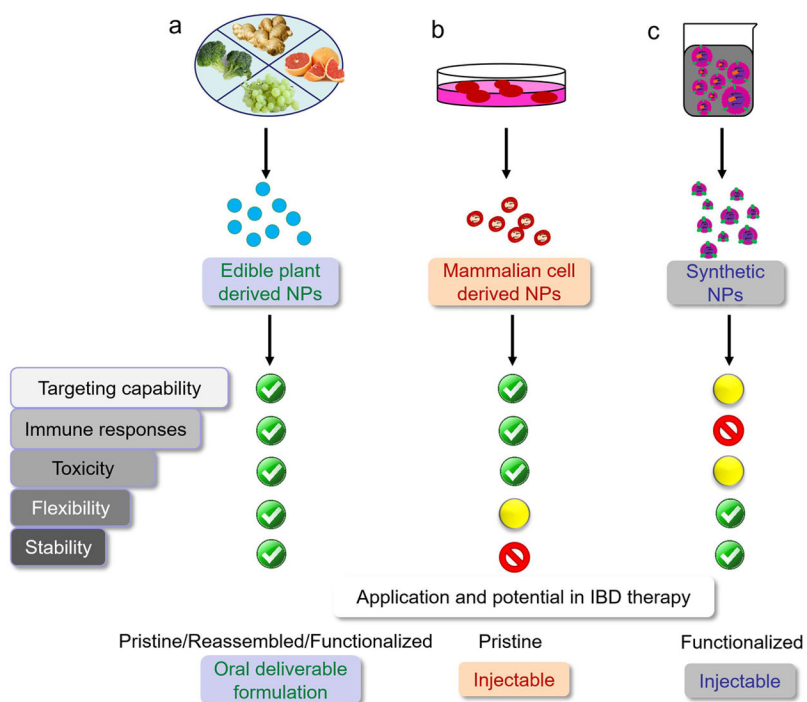 a
b
c
Edible plant
derived NPs
Mammalian cell
derived NPs
Synthetic
NPs
Targeting capability
Immune responses
Toxicity
Flexibility
Stability
Application and potential in IBD therapy
Pristine/Reassembled/Functionalized
Pristine
Functionalized
Oral deliverable
formulation
Injectable
Injectable